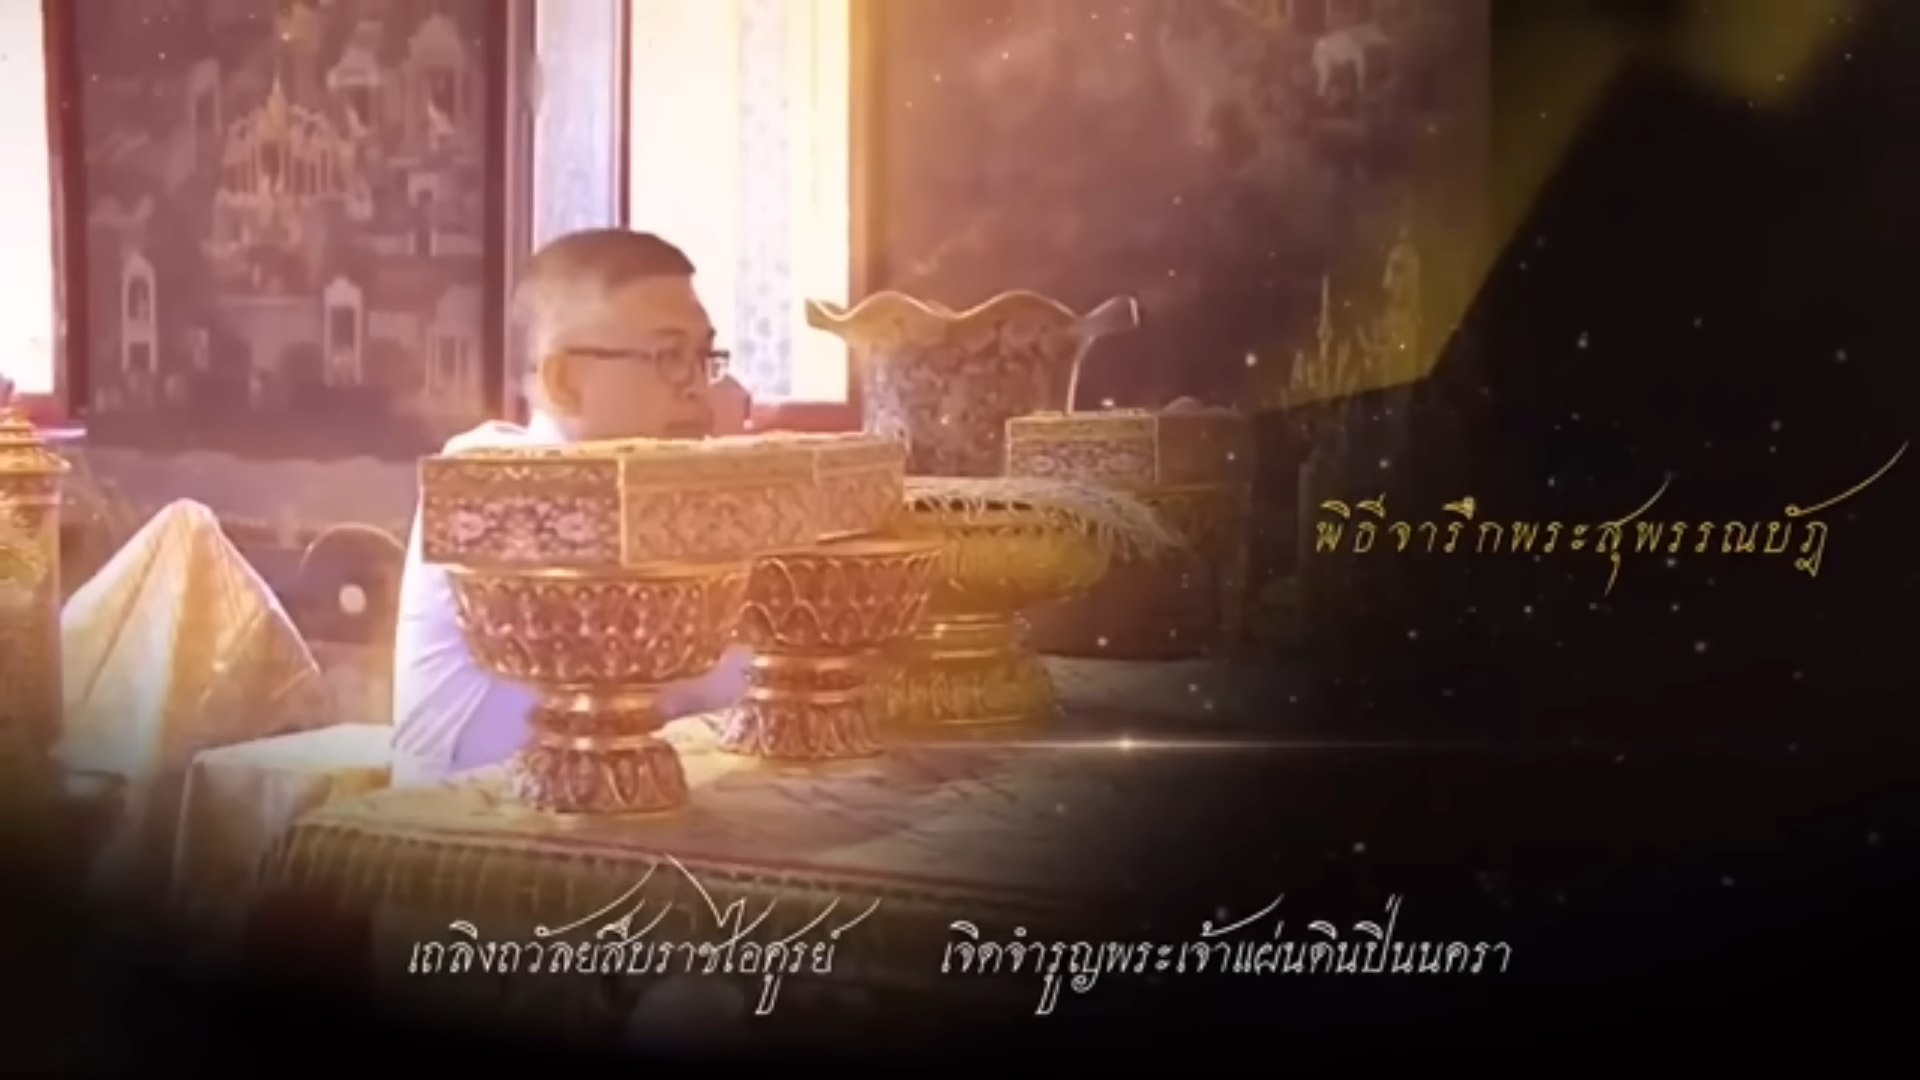 พิธีจารึกพระสุพรรณบัฏ
เถลิงถวัลย์สืบราชไอศูรย์ เจิดจำรูญพระเจ้าแผ่นดินปิ่นนครา